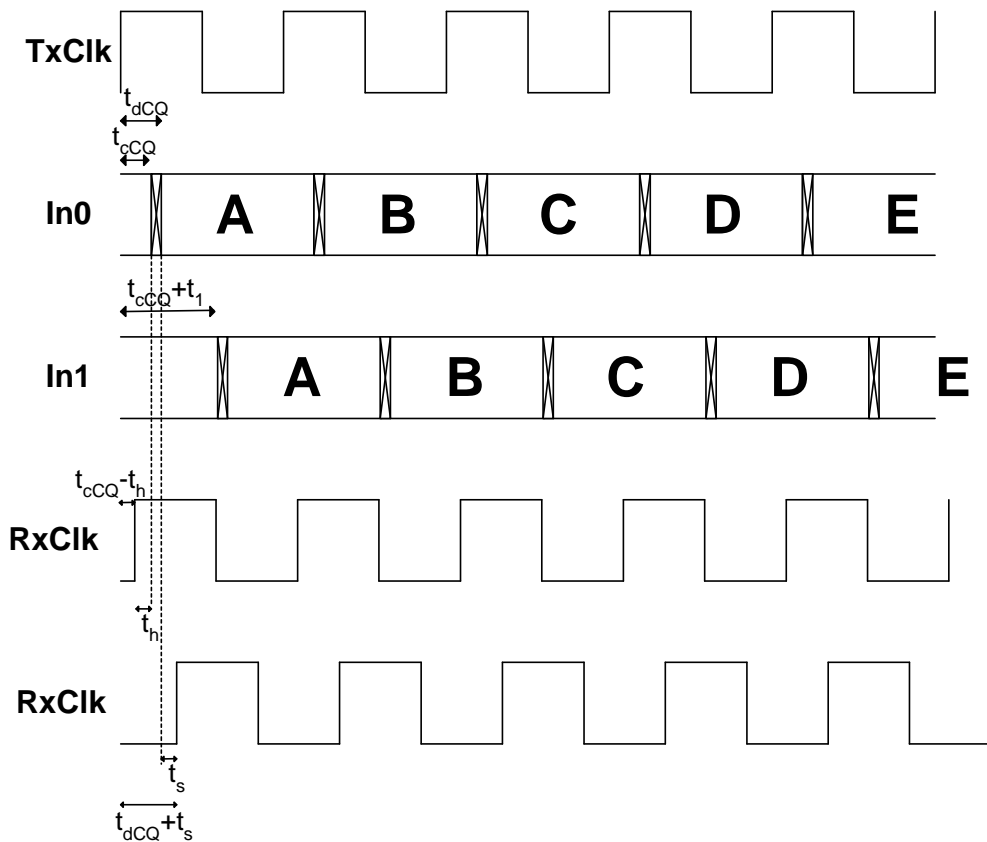 TxClk
tdCQ
tcCQ
In0 A B C D E
tcCQ+t1
In1 A B C D E
tcCQ-th
RxClk
th
RxClk
ts
tdCQ+ts